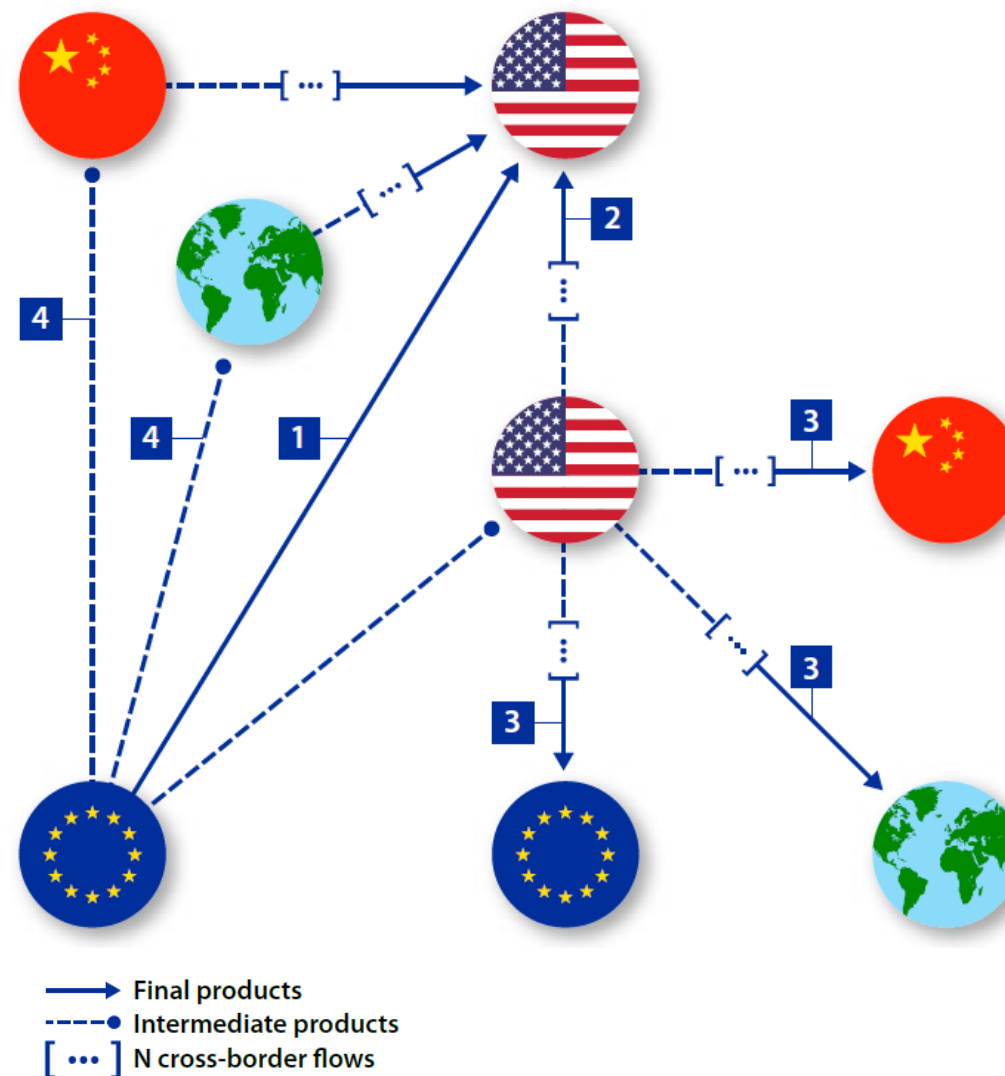 2
4
4
1
3
3
3
Final products
Intermediate products
[ ••• ] N cross-border flows